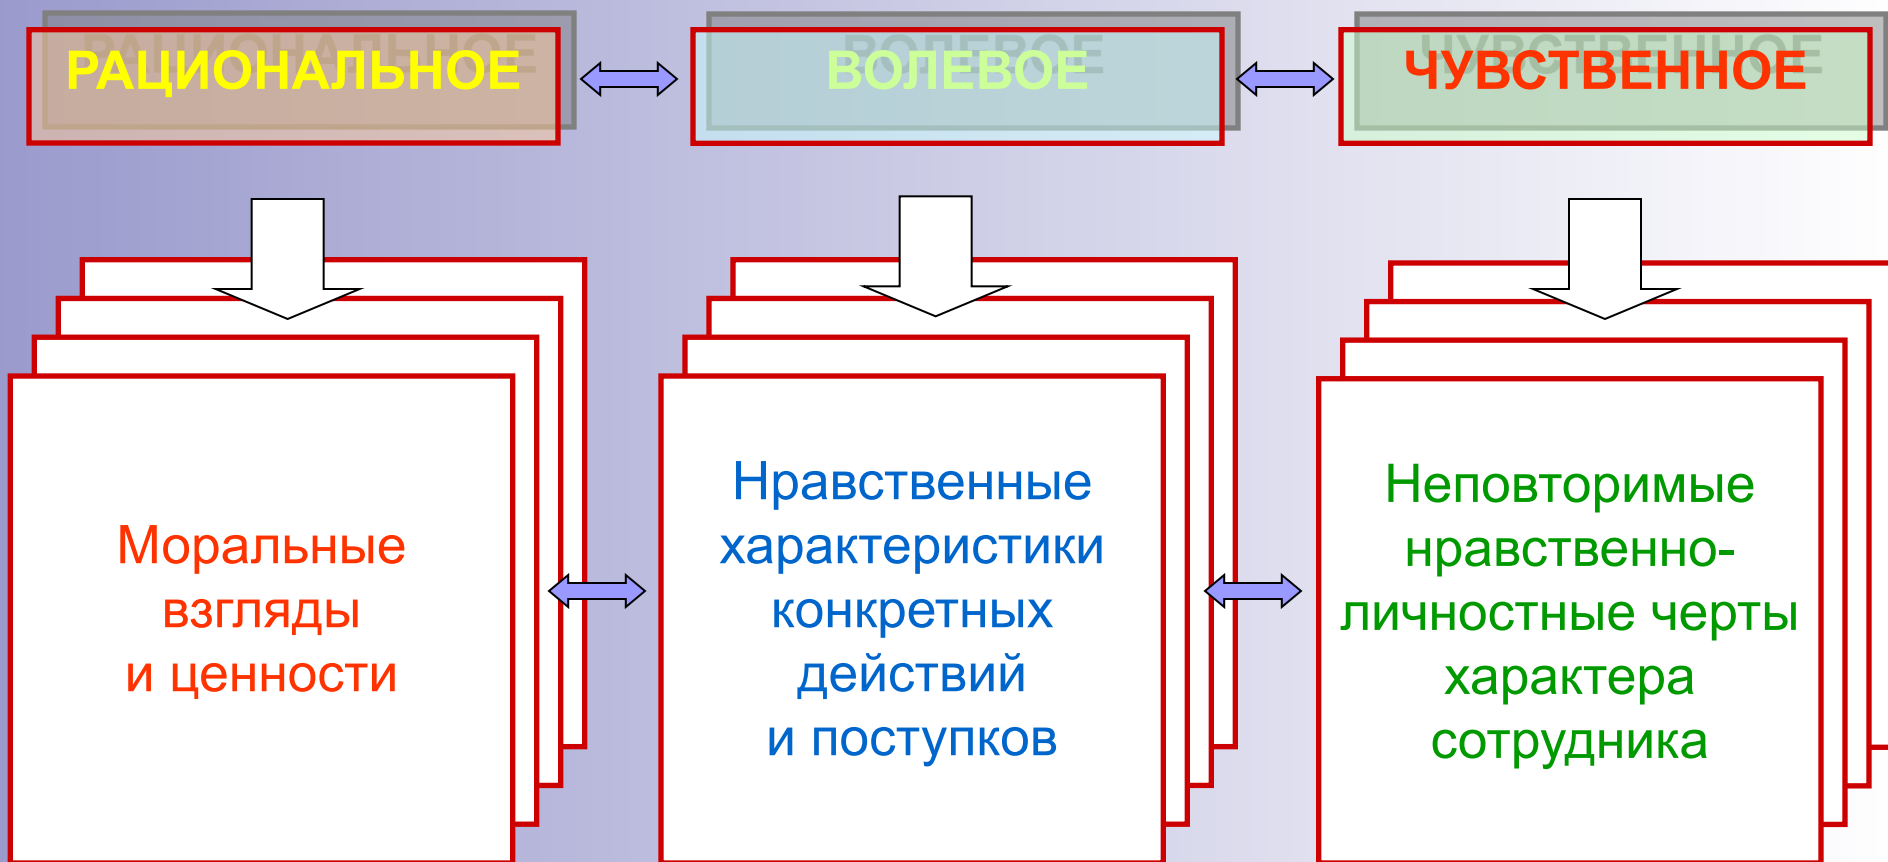 РАЦИОНАЛЬНОЕ
ВОЛЕВОЕ
ЧУВСТВЕННОЕ
Моральные
взгляды
и ценности
Нравственные
характеристики
конкретных
действий
и поступков
Неповторимые
нравственно-
личностные черты
характера
сотрудника